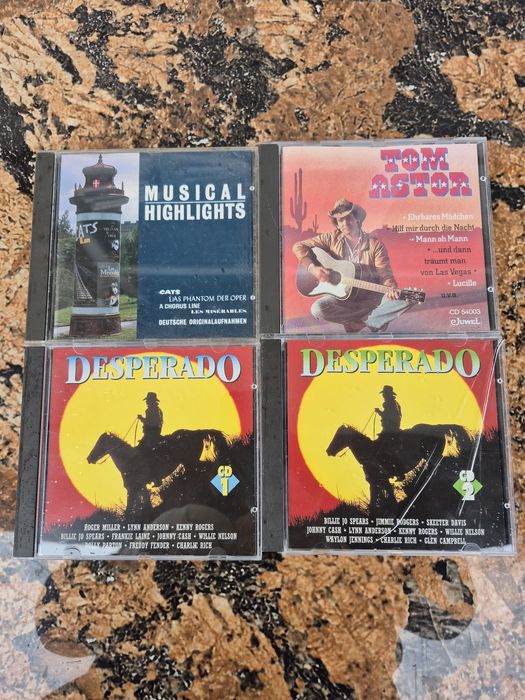 MUSICAL
HIGHLIGHTS
CATS
DAS PHANTOM DER OPER
A CHORUS LINE
LES MISÉRABLES
DEUTSCHE ORIGINALAUFNAHMEN
TOM
ASTOR
• Ehrbares Mädchen
Hilf mir durch die Nacht
• Mann oh Mann •
• ...und dann
träumt man
von Las Vegas •
• Lucille
u.v.a.
CD 54003
JUWEL
DESPERADO
CD
1
ROGER MILLER • LYNN ANDERSON • KENNY ROGERS
BILLIE JO SPEARS • FRANKIE LAINE • JOHNNY CASH • WILLIE NELSON
DOLLY PARTON • FREDDY FENDER • CHARLIE RICH
DESPERADO
CD
2
BILLIE JO SPEARS • JIMMIE RODGERS • SKEETER DAVIS
JOHNNY CASH • LYNN ANDERSON • KENNY ROGERS • WILLIE NELSON
WAYLON JENNINGS • CHARLIE RICH • GLEN CAMPBELL